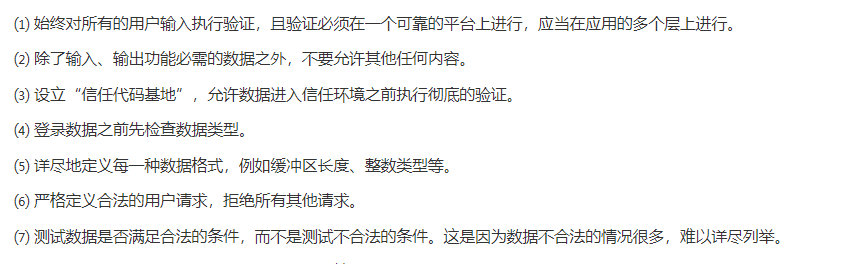 (1) 始终对所有的用户输入执行验证，且验证必须在一个可靠的平台上进行，应当在应用的多个层上进行。
(2) 除了输入、输出功能必需的数据之外，不要允许其他任何内容。
(3) 设立“信任代码基地”，允许数据进入信任环境之前执行彻底的验证。
(4) 登录数据之前先检查数据类型。
(5) 详尽地定义每一种数据格式，例如缓冲区长度、整数类型等。
(6) 严格定义合法的用户请求，拒绝所有其他请求。
(7) 测试数据是否满足合法的条件，而不是测试不合法的条件。这是因为数据不合法的情况很多，难以详尽列举。